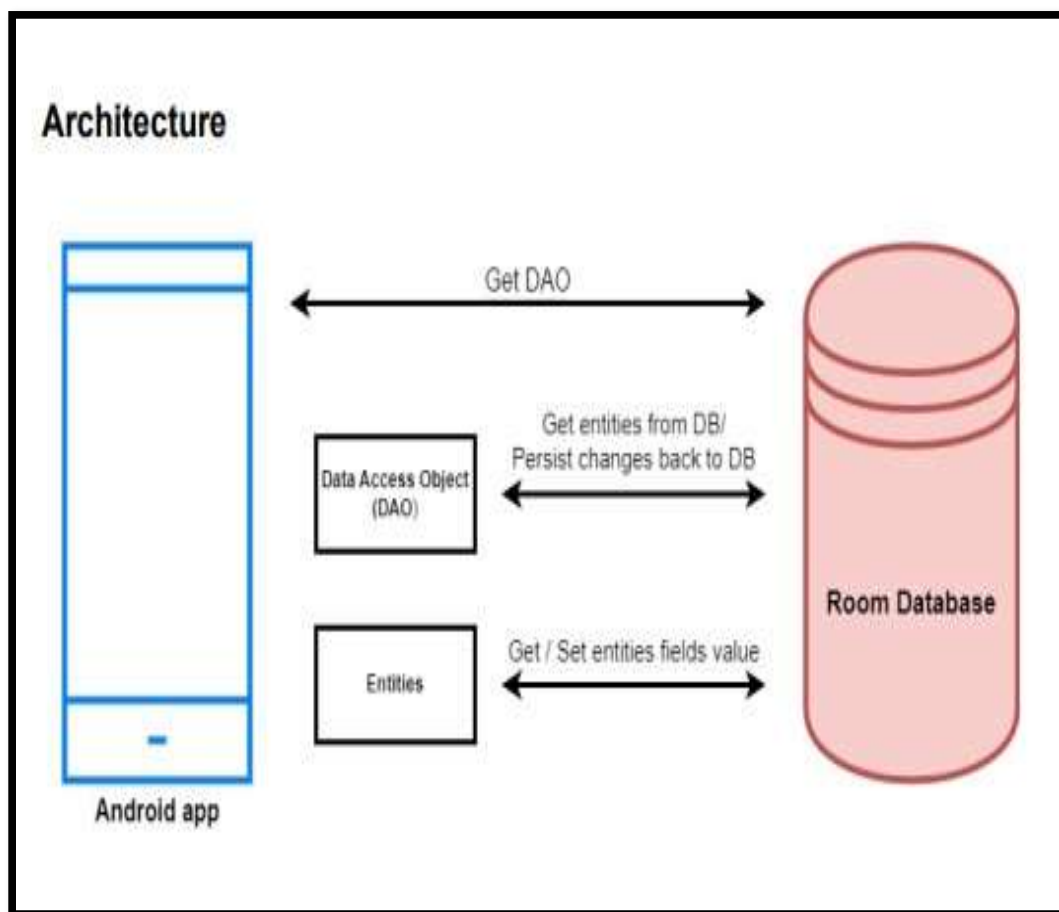 Architecture
Get DAO
Get entities from DB/
Persist changes back to DB
Data Access Object
(DAO)
Room Database
Get / Set entities fields value
Entities
Android app